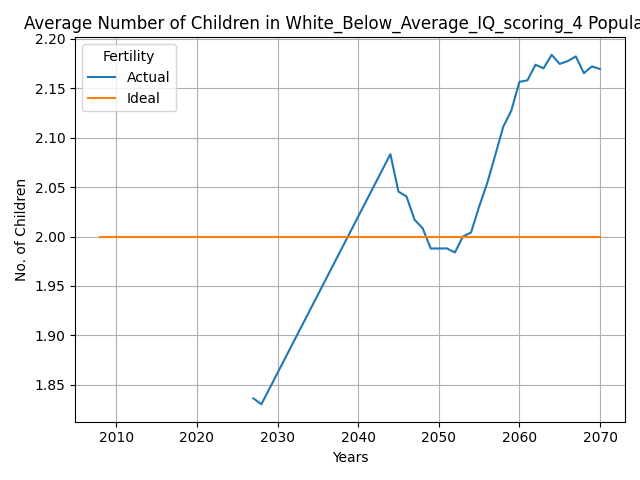 Average Number of Children in White_Below_Average_IQ_scoring_4 Popula
Fertility
Actual
Ideal
2.20
2.15
2.10
2.05
2.00
1.95
1.90
1.85
No. of Children
2010 2020 2030 2040 2050 2060 2070
Years